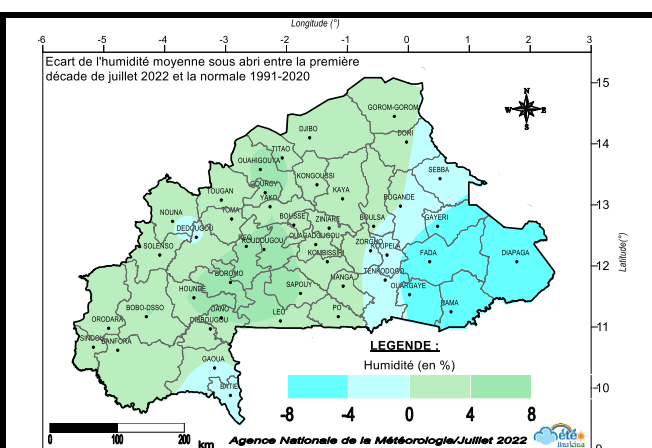 Longitude (°)
-6 -5 -4 -3 -2 -1 0 1 2 3
Ecart de l'humidité moyenne sous abri entre la première
décade de juillet 2022 et la normale 1991-2020
15
N
W E
S
GOROM-GOROM
DJIBO
DORI
14
TITAO
OUAHIGOUYA
SEBBA
KONGOUSSI
GOURCY
TOUGAN
KAYA
YAKO
BOGANDE
13
NOUNA
TOMA
BOUSSE
ZINIARE
BOULSA
GAYERI
DEDOUGOU
OUAGADOUGOU
KOUDOUGOU
ZORGHO
KOUPELA
SOLENSO
KOMBISSIRI
FADA
DIAPAGA
Latitude(°)
12
BOROMO
TENKODOGO
MANGA
HOUNDE
SAPOUY
OUARGAYE
BOBO-DSSO
DANO
LEO
PO
PAMA
ORODARA
DIEBOUGOU
11
SINDOU
BANFORA
LEGENDE :
GAOUA
Humidité (en %)
BATIE
10
-8 -4 0 4 8
0 100 200
km
Agence Nationale de la Météorologie/Juillet 2022
Météo
Burkina
9